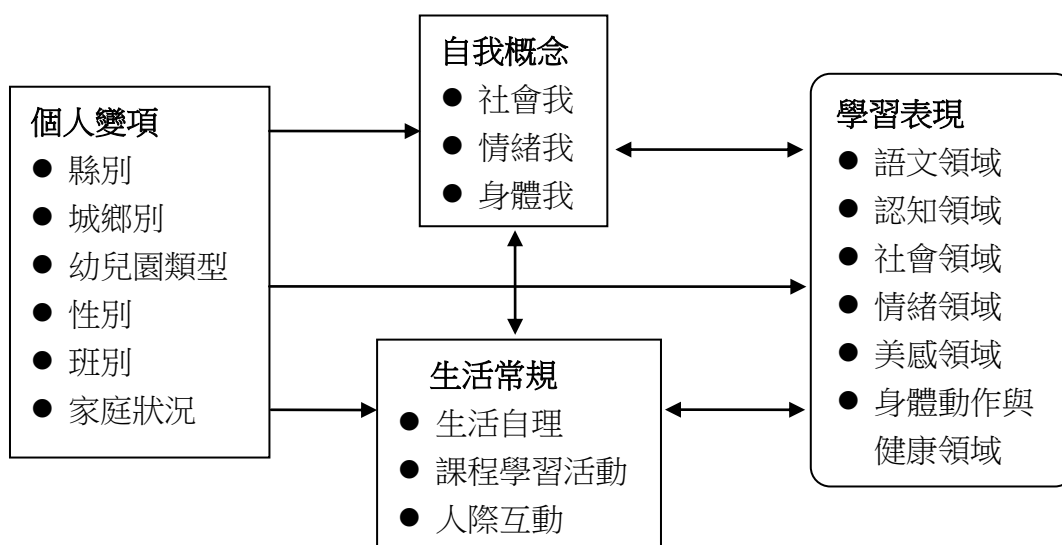 個人變項
縣別
城鄉別
幼兒園類型
性別
班別
家庭狀況
自我概念
社會我
情緒我
身體我
生活常規
生活自理
課程學習活動
人際互動
學習表現
語文領域
認知領域
社會領域
情緒領域
美感領域
身體動作與
健康領域